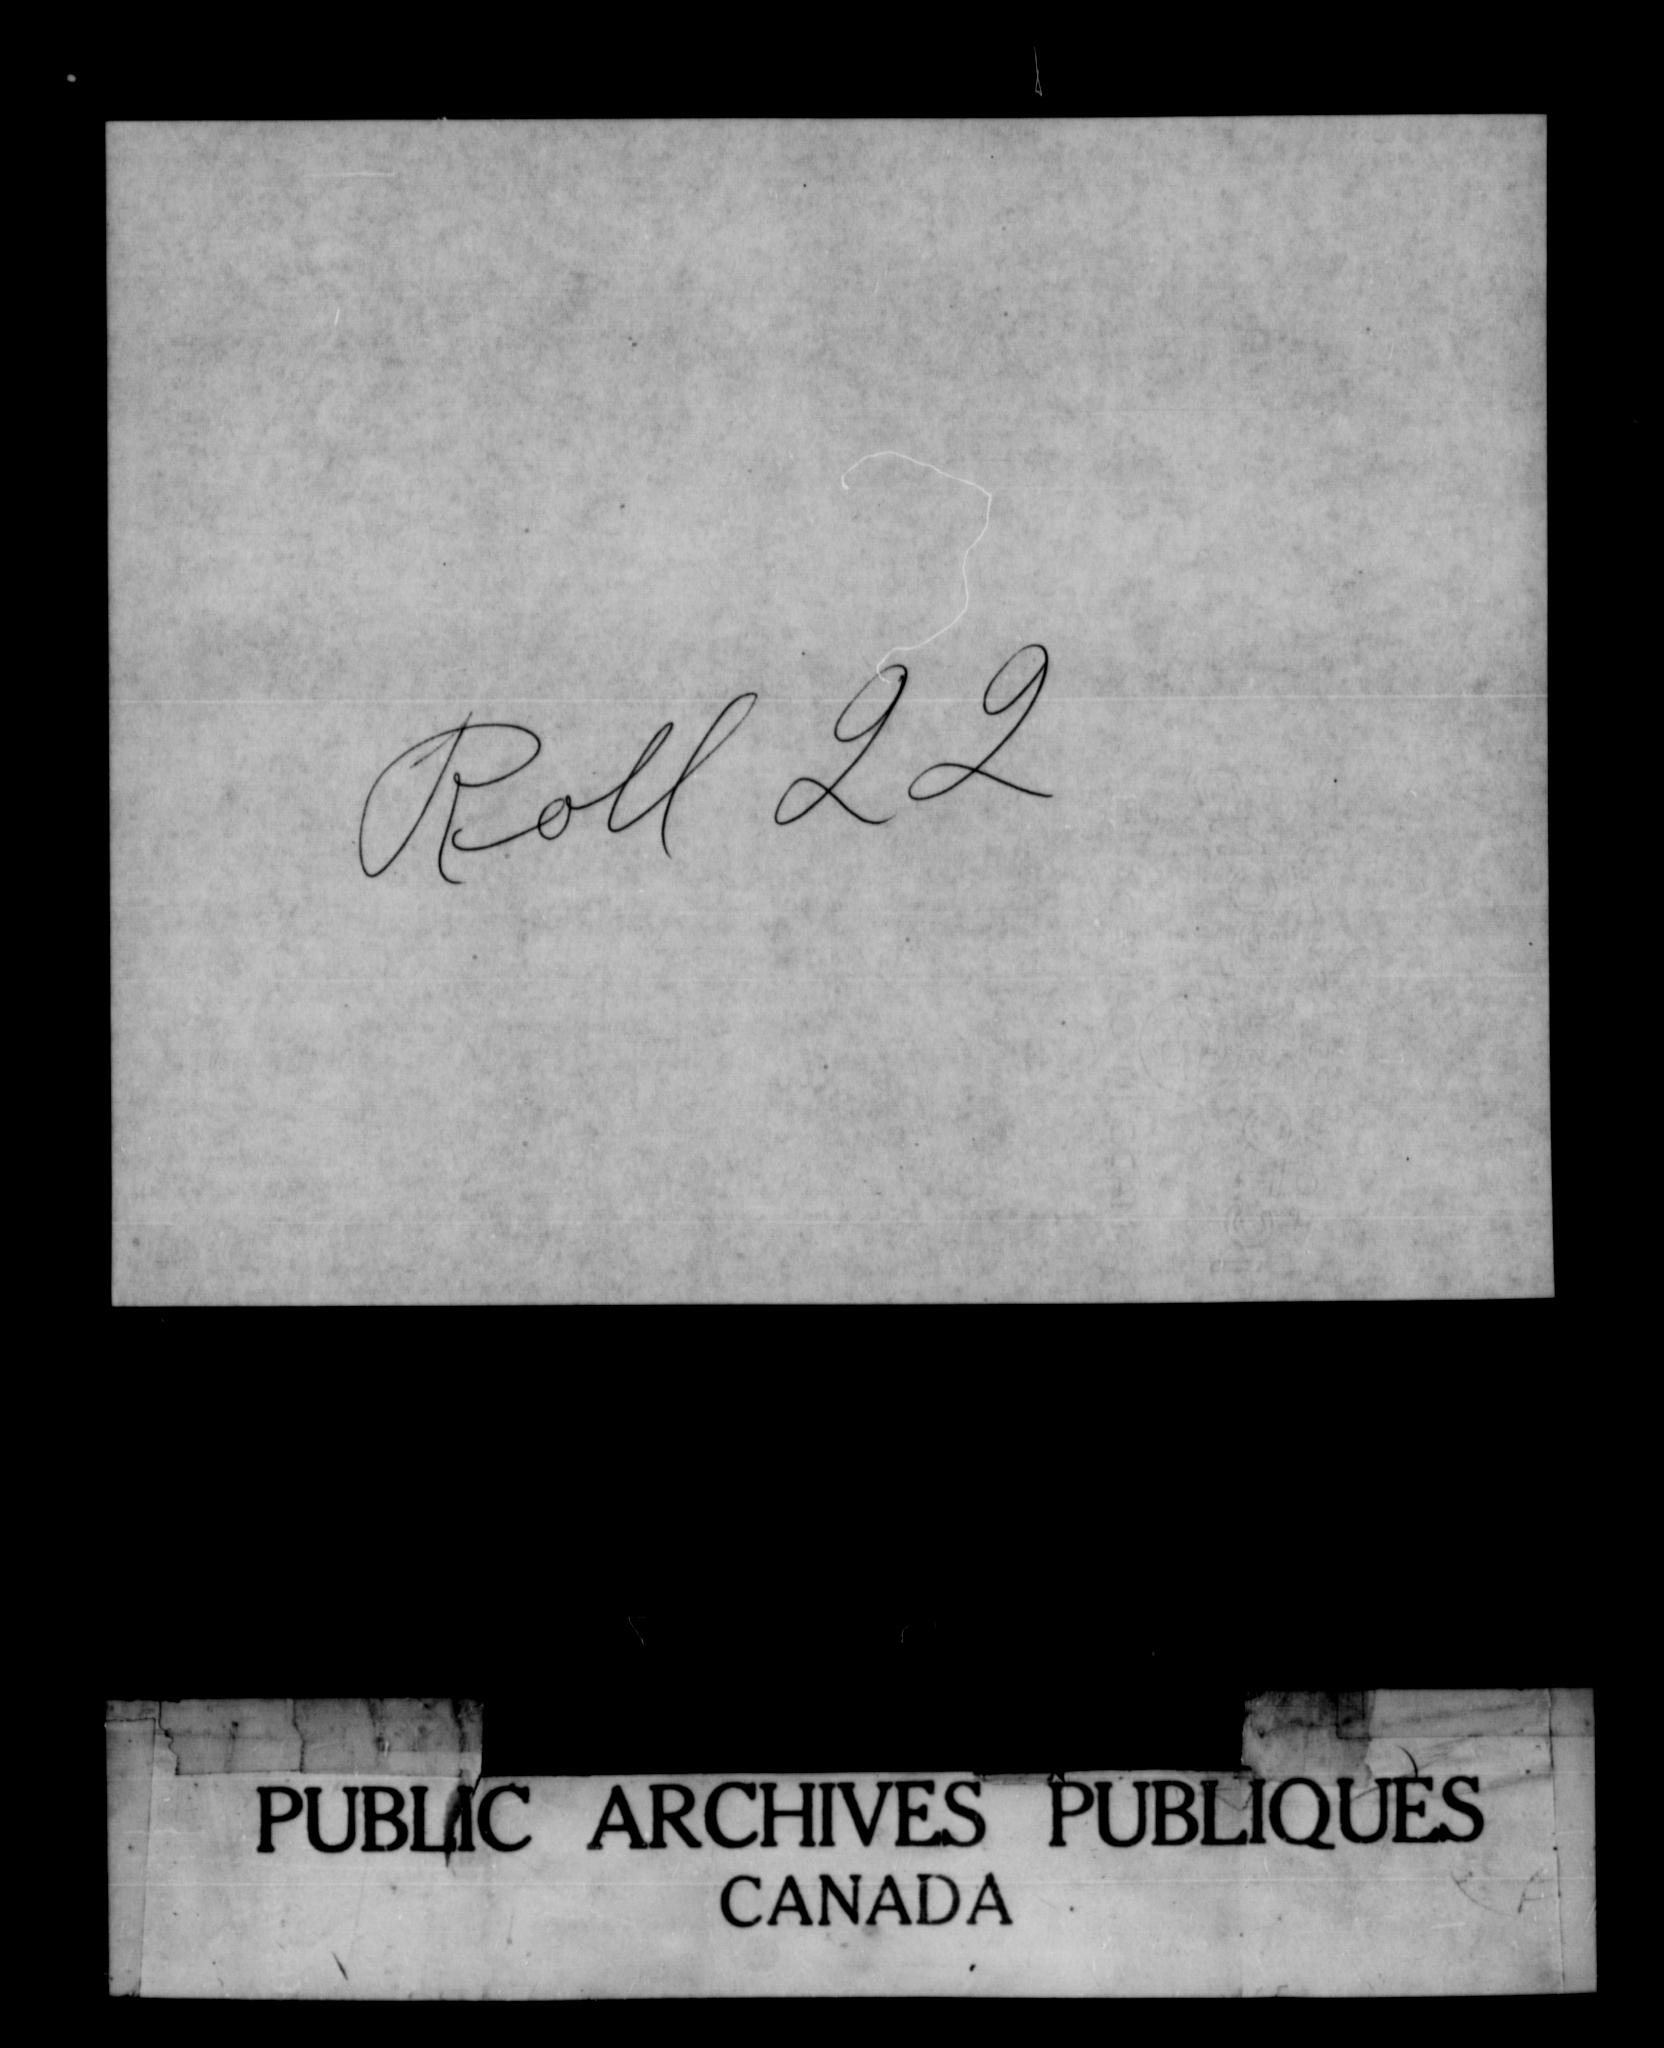 Roll 22
PUBLIC ARCHIVES PUBLIQUES
CANADA